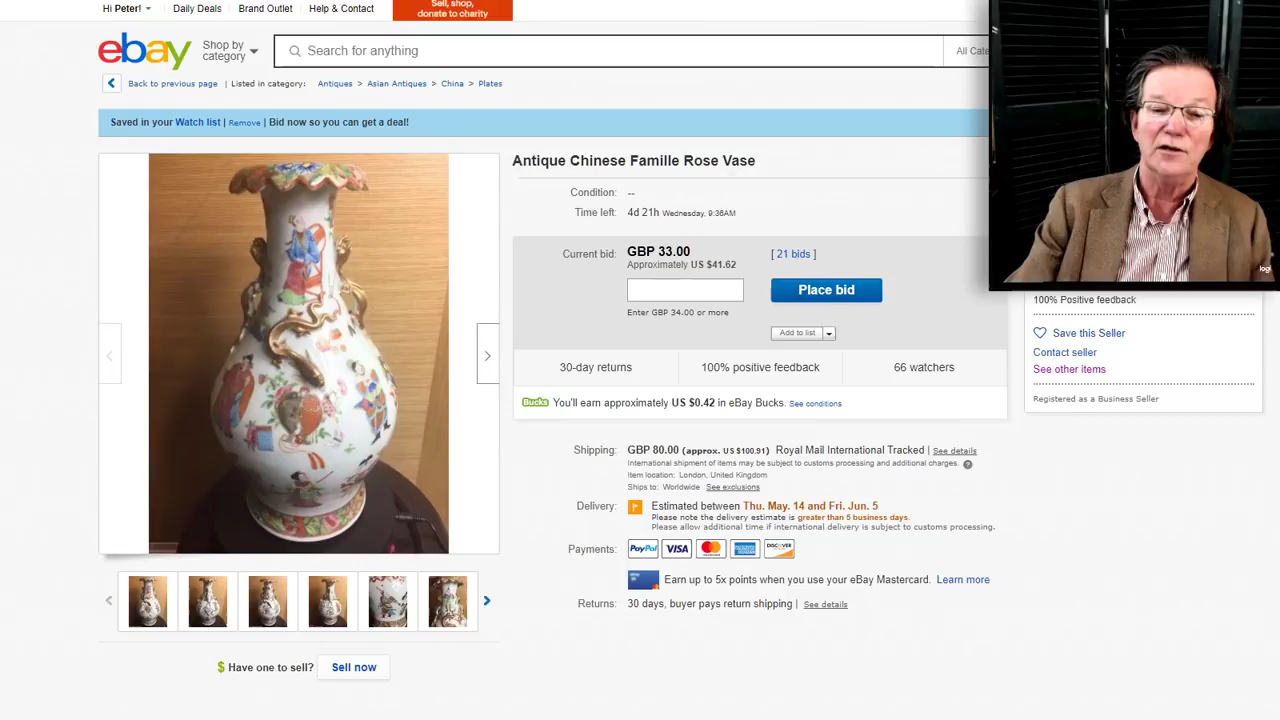 Hi Peter!
Daily Deals
Brand Outlet
Help & Contact
Sell, shop,
donate to charity
ebay
Shop by
category
Search for anything
All Cate
Back to previous page | Listed in category: Antiques > Asian Antiques > China > Plates
Saved in your Watch list | Remove | Bid now so you can get a deal!
Antique Chinese Famille Rose Vase
Condition: --
Time left: 4d 21h Wednesday, 9:36AM
Current bid: GBP 33.00 [ 21 bids ]
Approximately US $41.62
Place bid
Enter GBP 34.00 or more
Add to list
30-day returns
100% positive feedback
66 watchers
Bucks You'll earn approximately US $0.42 in eBay Bucks. See conditions
Shipping: GBP 80.00 (approx. US $100.91) Royal Mail International Tracked | See details
International shipment of items may be subject to customs processing and additional charges. ?
Item location: London, United Kingdom
Ships to: Worldwide See exclusions
Delivery: Estimated between Thu. May. 14 and Fri. Jun. 5
Please note the delivery estimate is greater than 5 business days.
Please allow additional time if international delivery is subject to customs processing.
Payments: PayPal VISA MasterCard DISCOVER
Earn up to 5x points when you use your eBay Mastercard. Learn more
Returns: 30 days, buyer pays return shipping | See details
$ Have one to sell? Sell now
logi
100% Positive feedback
Save this Seller
Contact seller
See other items
Registered as a Business Seller